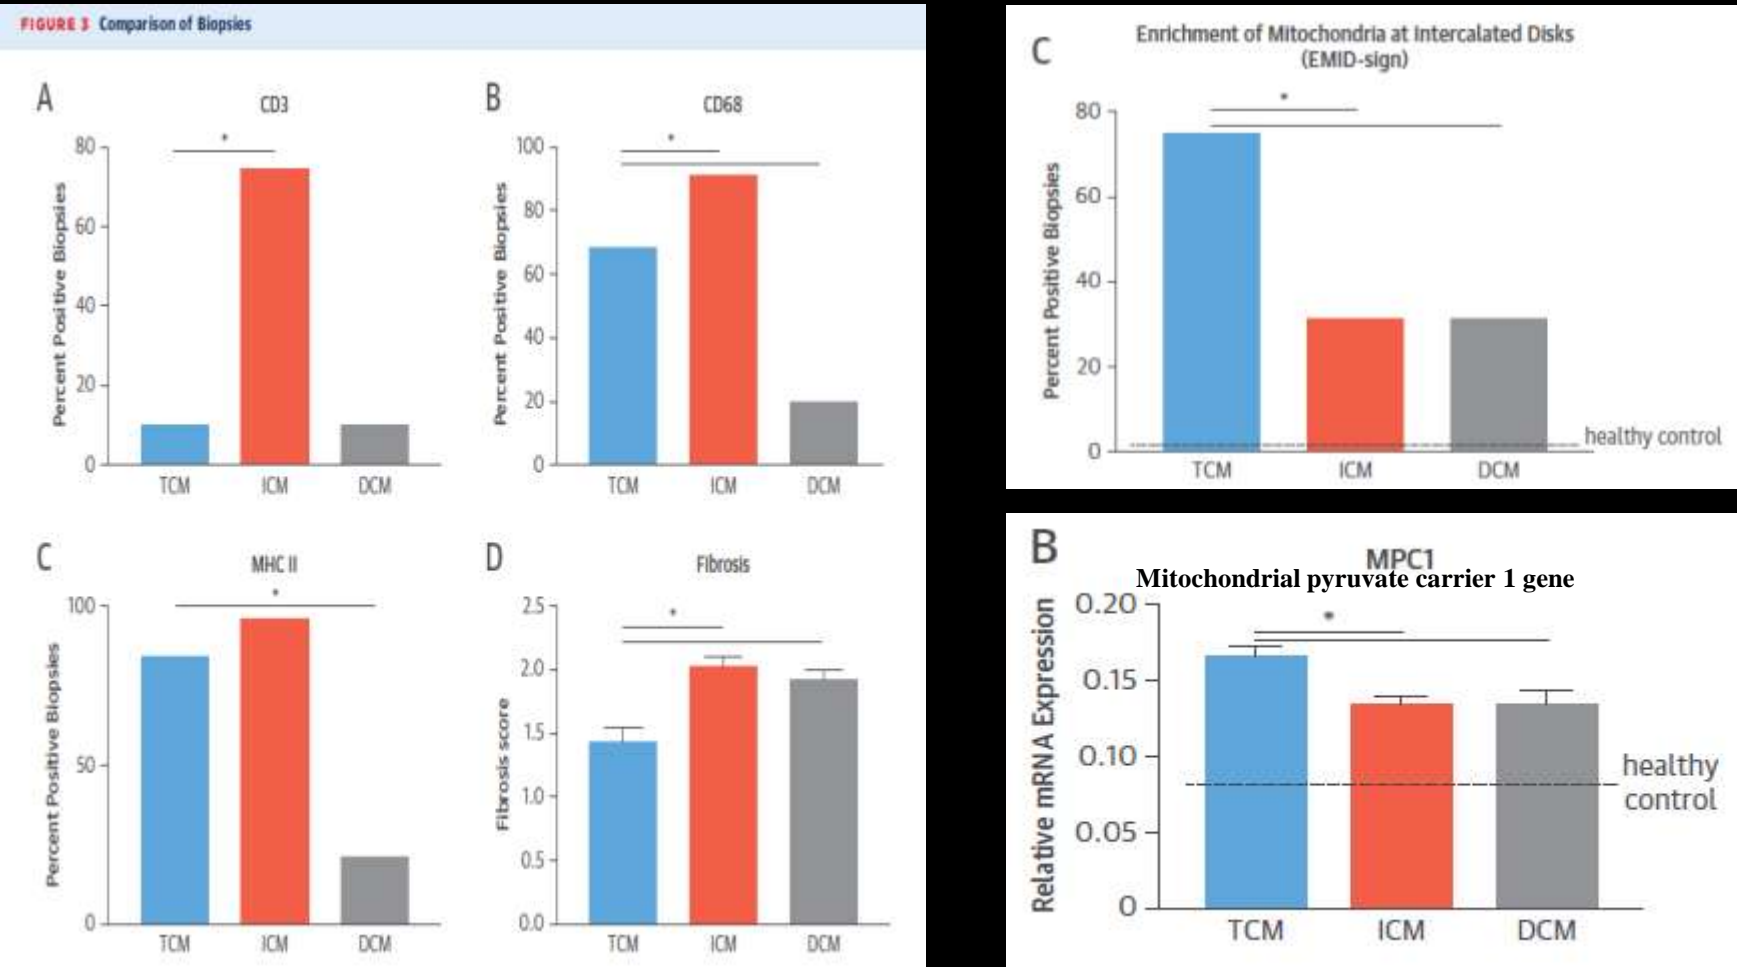 FIGURE 3 Comparison of Biopsies
A
CD3
Percent Positive Biopsies
80
60
40
20
0
*
TCM ICM DCM
B
CD68
Percent Positive Biopsies
100
80
60
40
20
0
*
TCM ICM DCM
C
MHC II
Percent Positive Biopsies
100
50
0
*
TCM ICM DCM
D
Fibrosis
Fibrosis score
2.5
2.0
1.5
1.0
0.5
0.0
*
TCM ICM DCM
C
Enrichment of Mitochondria at Intercalated Disks
(EMID-sign)
Percent Positive Biopsies
80
60
40
20
0
*
healthy control
TCM ICM DCM
B
MPC1
Mitochondrial pyruvate carrier 1 gene
Relative mRNA Expression
0.20
0.15
0.10
0.05
0
*
healthy
control
TCM ICM DCM